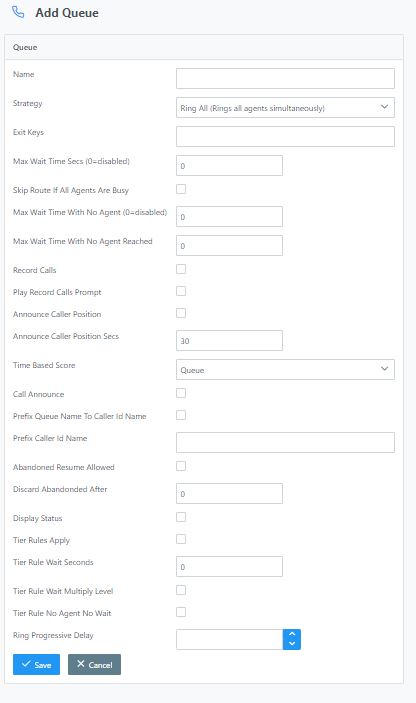 Add Queue
Queue
Name
Strategy Ring All (Rings all agents simultaneously)
Exit Keys
Max Wait Time Secs (0=disabled) 0
Skip Route If All Agents Are Busy
Max Wait Time With No Agent (0=disabled) 0
Max Wait Time With No Agent Reached 0
Record Calls
Play Record Calls Prompt
Announce Caller Position
Announce Caller Position Secs 30
Time Based Score Queue
Call Announce
Prefix Queue Name To Caller Id Name
Prefix Caller Id Name
Abandoned Resume Allowed
Discard Abandonded After 0
Display Status
Tier Rules Apply
Tier Rule Wait Seconds 0
Tier Rule Wait Multiply Level
Tier Rule No Agent No Wait
Ring Progressive Delay
Save Cancel